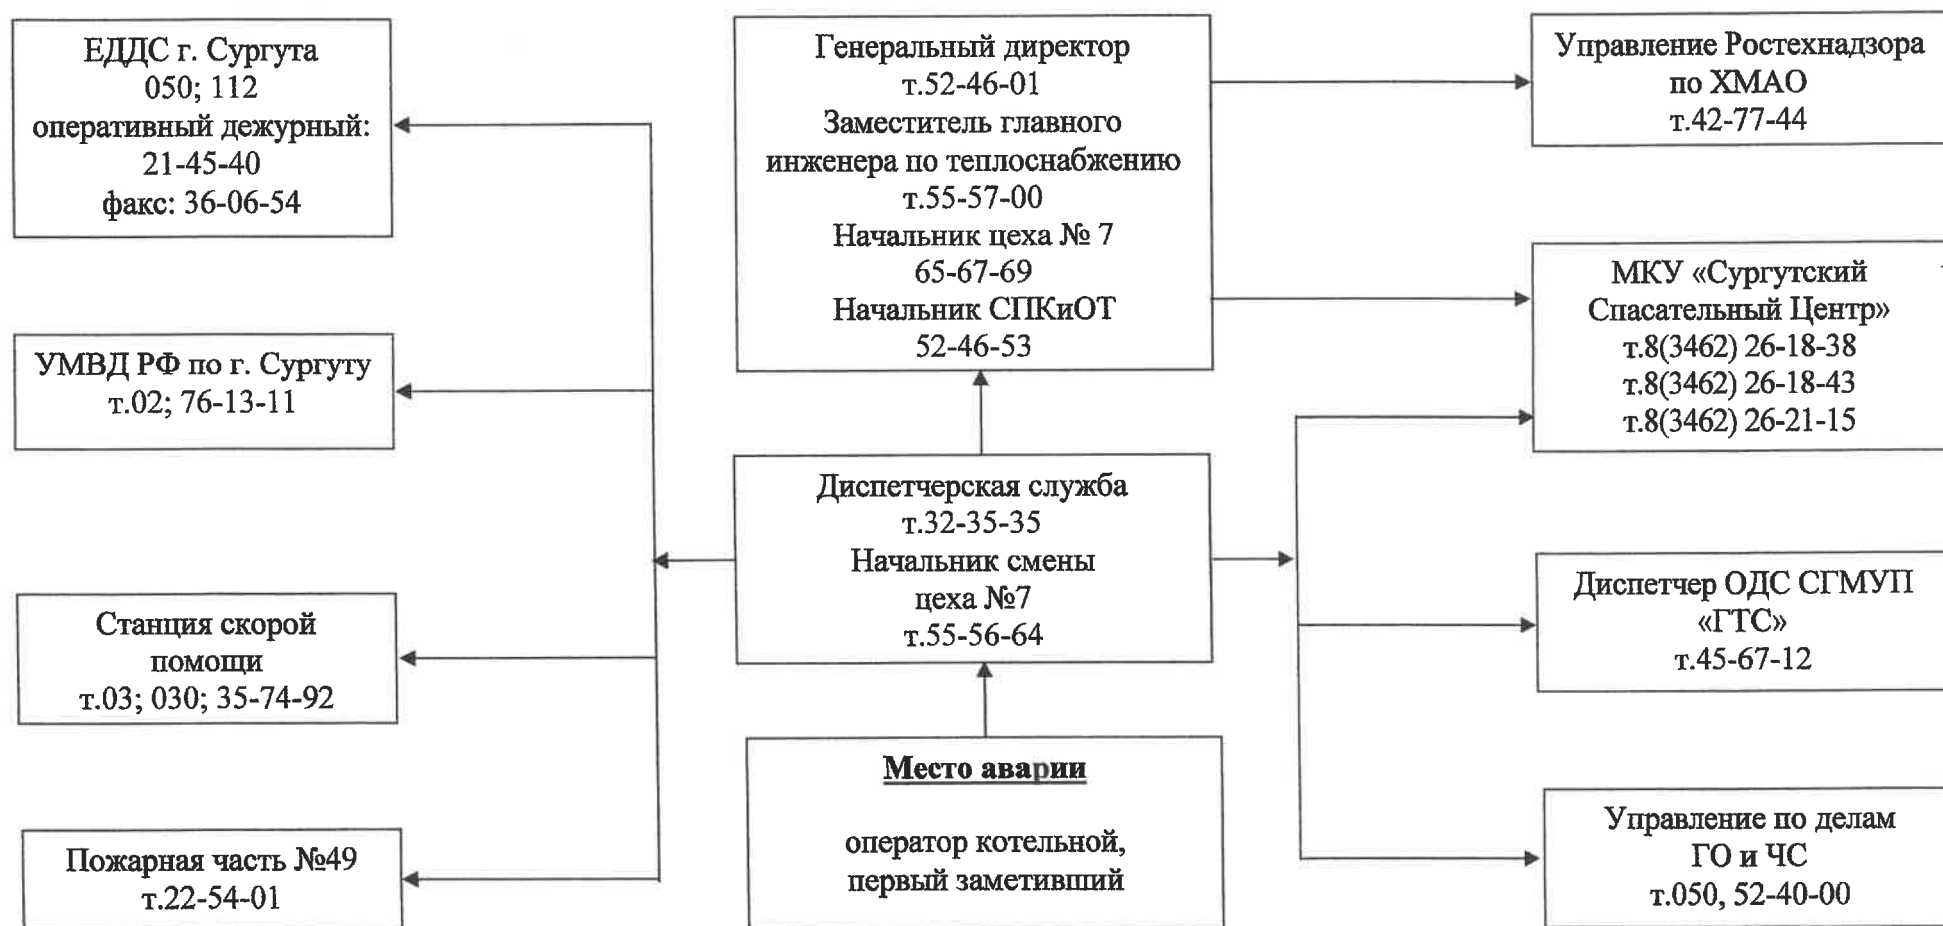 ЕДДС г. Сургута
050; 112
оперативный дежурный:
21-45-40
факс: 36-06-54
УМВД РФ по г. Сургуту
т.02; 76-13-11
Станция скорой
помощи
т.03; 030; 35-74-92
Пожарная часть №49
т.22-54-01
Генеральный директор
т.52-46-01
Заместитель главного
инженера по теплоснабжению
т.55-57-00
Начальник цеха № 7
65-67-69
Начальник СПКиОТ
52-46-53
Диспетчерская служба
т.32-35-35
Начальник смены
цеха №7
т.55-56-64
Место аварии
оператор котельной,
первый заметивший
Управление Ростехнадзора
по ХМАО
т.42-77-44
МКУ «Сургутский
Спасательный Центр»
т.8(3462) 26-18-38
т.8(3462) 26-18-43
т.8(3462) 26-21-15
Диспетчер ОДС СГМУП
«ГТС»
т.45-67-12
Управление по делам
ГО и ЧС
т.050, 52-40-00